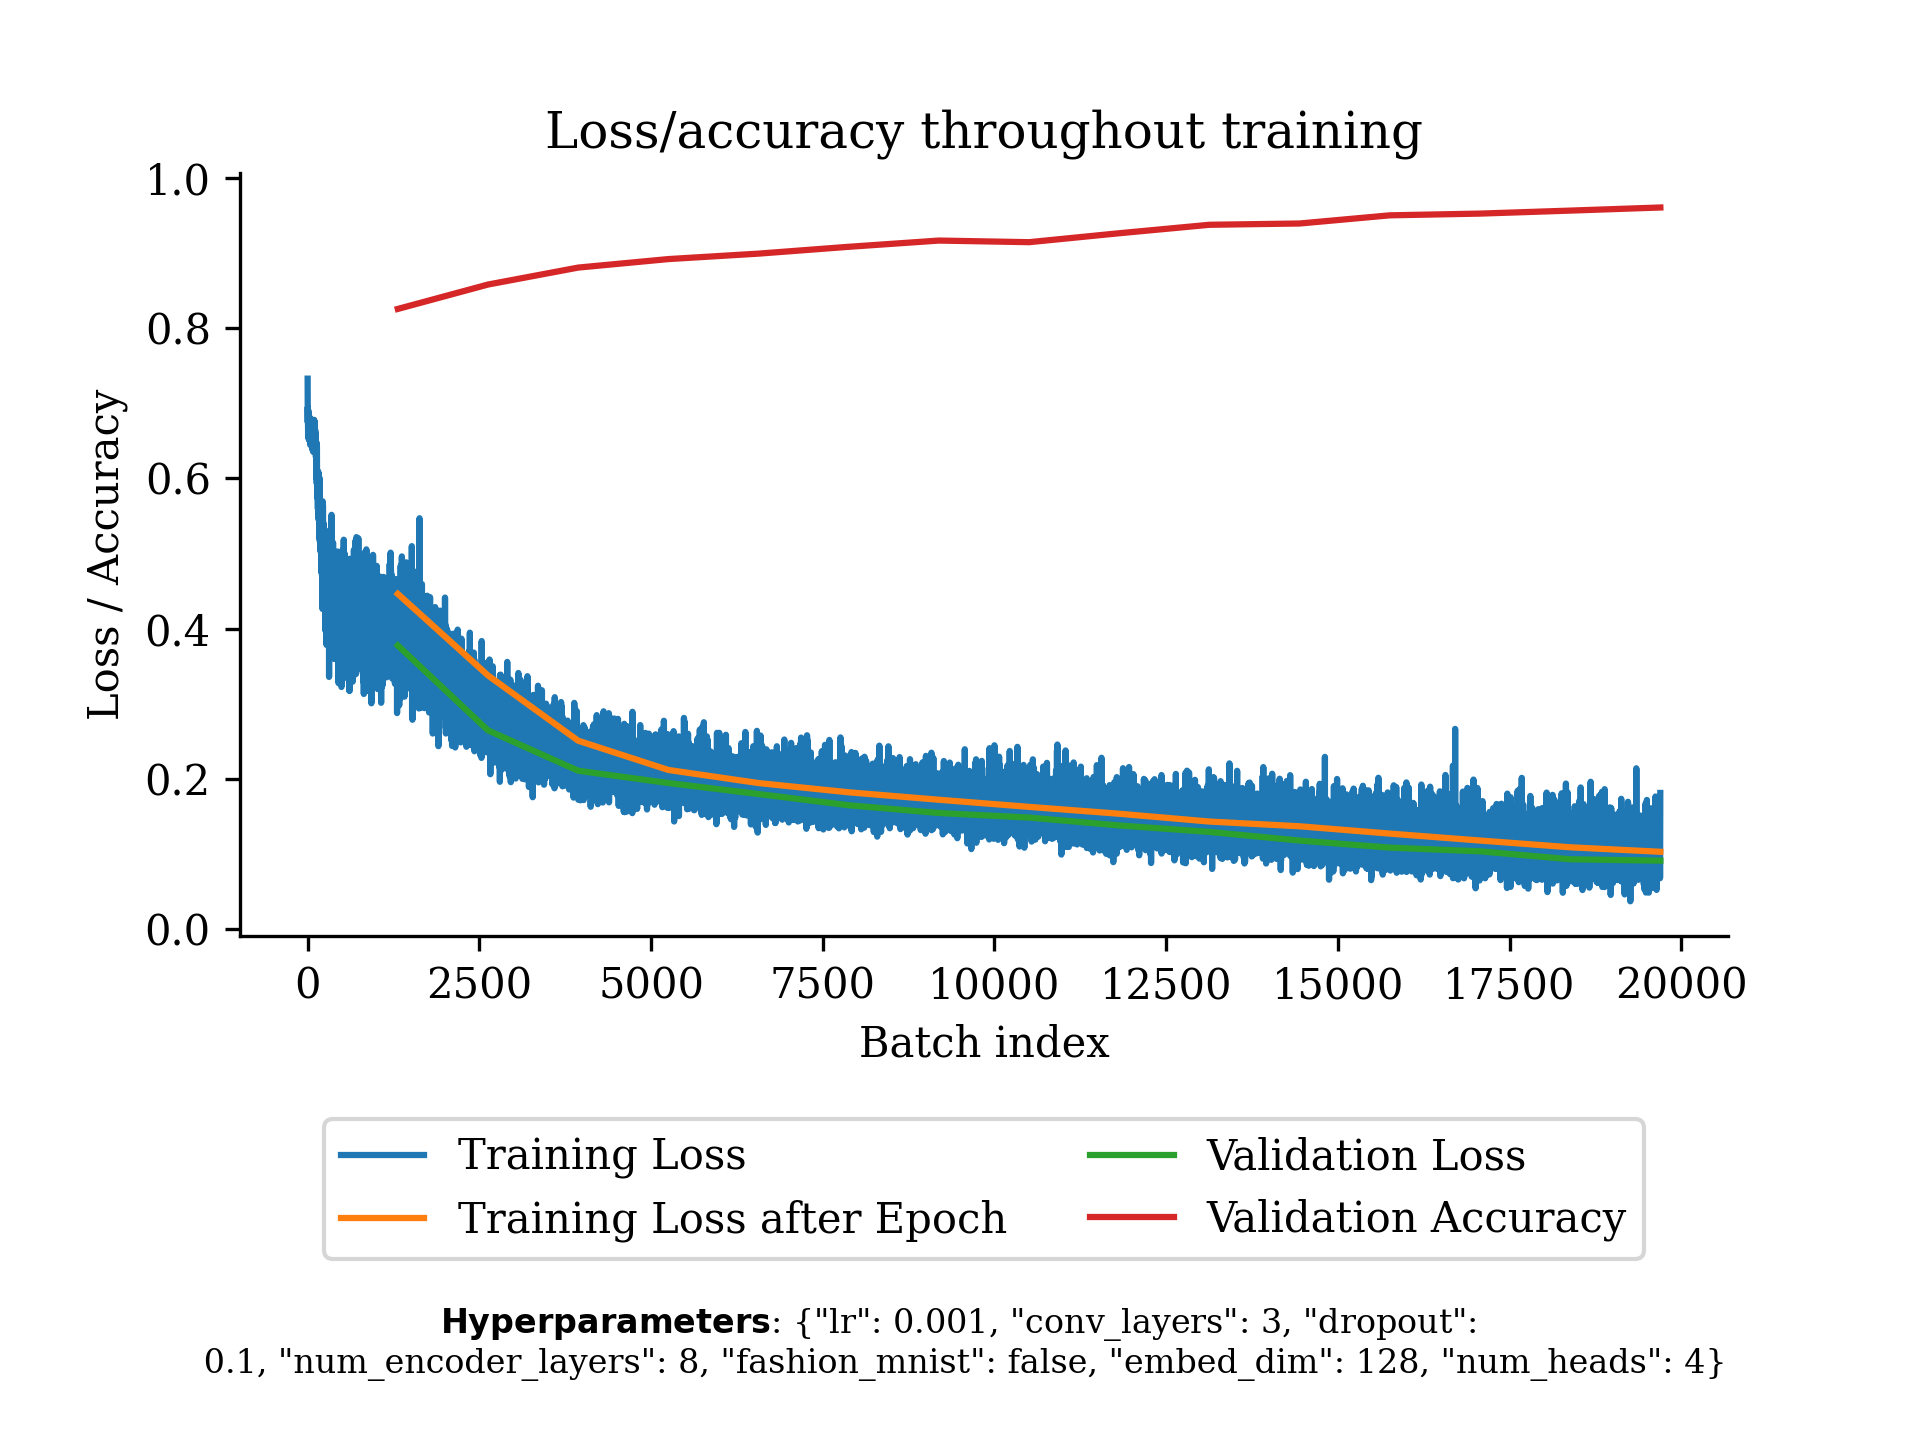 Loss/accuracy throughout training
1.0
0.8
0.6
0.4
0.2
0.0
Loss / Accuracy
0 2500 5000 7500 10000 12500 15000 17500 20000
Batch index
Training Loss
Training Loss after Epoch
Validation Loss
Validation Accuracy
Hyperparameters: {"lr": 0.001, "conv_layers": 3, "dropout":
0.1, "num_encoder_layers": 8, "fashion_mnist": false, "embed_dim": 128, "num_heads": 4}